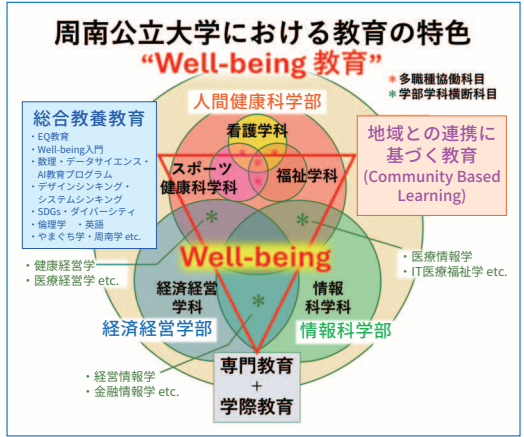 周南公立大学における教育の特色
“Well-being 教育”
＊多職種協働科目
＊学部学科横断科目
人間健康科学部
看護学科
スポーツ
健康科学科
福祉学科
総合教養教育
・EQ教育
・Well-being入門
・数理・データサイエンス・
AI教育プログラム
・デザインシンキング・
システムシンキング
・SDGs・ダイバーシティ
・倫理学　・英語
・やまぐち学・周南学 etc.
地域との連携に
基づく教育
(Community Based
Learning)
・健康経営学
・医療経営学 etc.
Well-being
・医療情報学
・IT医療福祉学 etc.
経済経営
学科
情報
科学科
経済経営学部
情報科学部
・経営情報学
・金融情報学 etc.
専門教育
+
学際教育